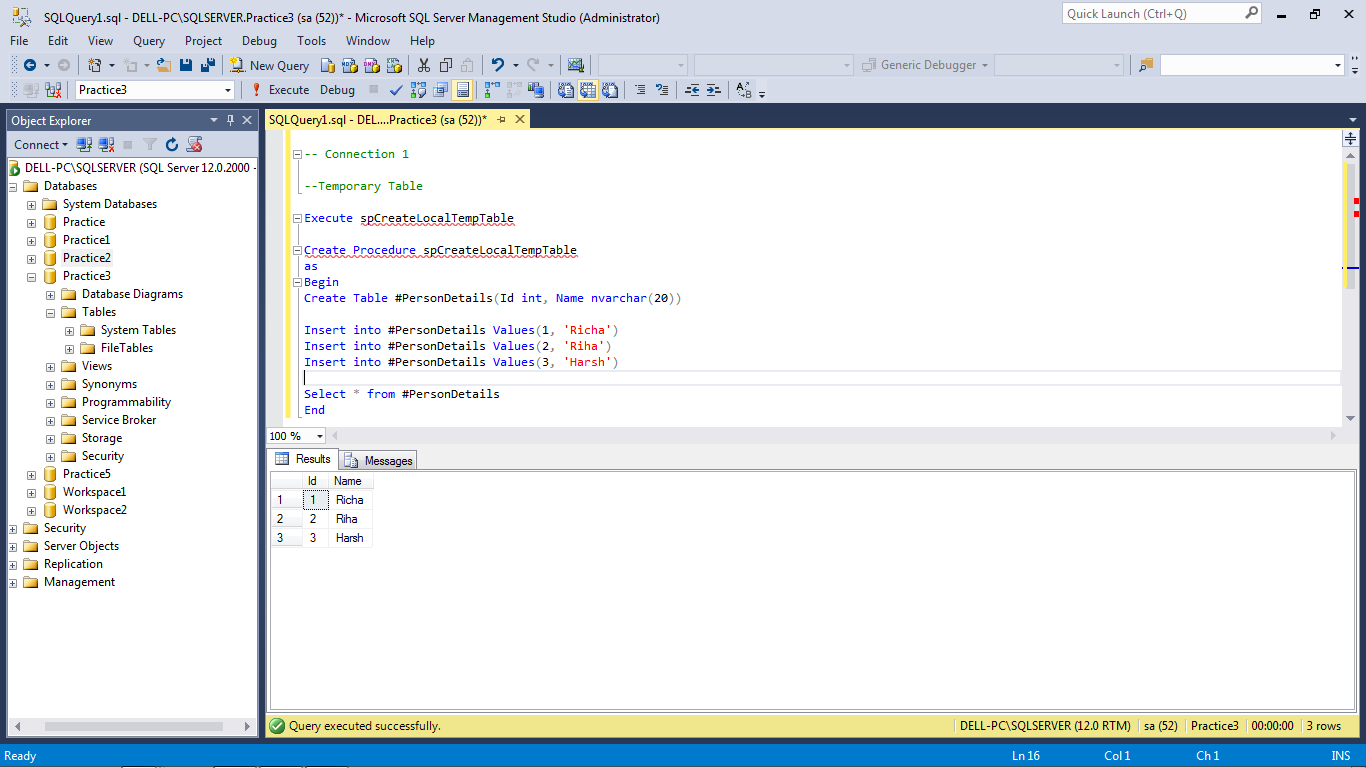 SQLQuery1.sql - DELL-PC\SQLSERVER.Practice3 (sa (52))* - Microsoft SQL Server Management Studio (Administrator)
Quick Launch (Ctrl+Q)
File Edit View Query Project Debug Tools Window Help
New Query
Generic Debugger
Practice3
Execute Debug
Object Explorer
Connect
DELL-PC\SQLSERVER (SQL Server 12.0.2000 -
Databases
System Databases
Practice
Practice1
Practice2
Practice3
Database Diagrams
Tables
System Tables
FileTables
Views
Synonyms
Programmability
Service Broker
Storage
Security
Practice5
Workspace1
Workspace2
Security
Server Objects
Replication
Management
SQLQuery1.sql - DEL....Practice3 (sa (52))*
-- Connection 1
--Temporary Table
Execute spCreateLocalTempTable
Create Procedure spCreateLocalTempTable
as
Begin
Create Table #PersonDetails(Id int, Name nvarchar(20))
Insert into #PersonDetails Values(1, 'Richa')
Insert into #PersonDetails Values(2, 'Riha')
Insert into #PersonDetails Values(3, 'Harsh')
Select * from #PersonDetails
End
100 %
Results Messages
Id Name
1 1 Richa
2 2 Riha
3 3 Harsh
Query executed successfully.
DELL-PC\SQLSERVER (12.0 RTM) sa (52) Practice3 00:00:00 3 rows
Ready
Ln 16 Col 1 Ch 1 INS